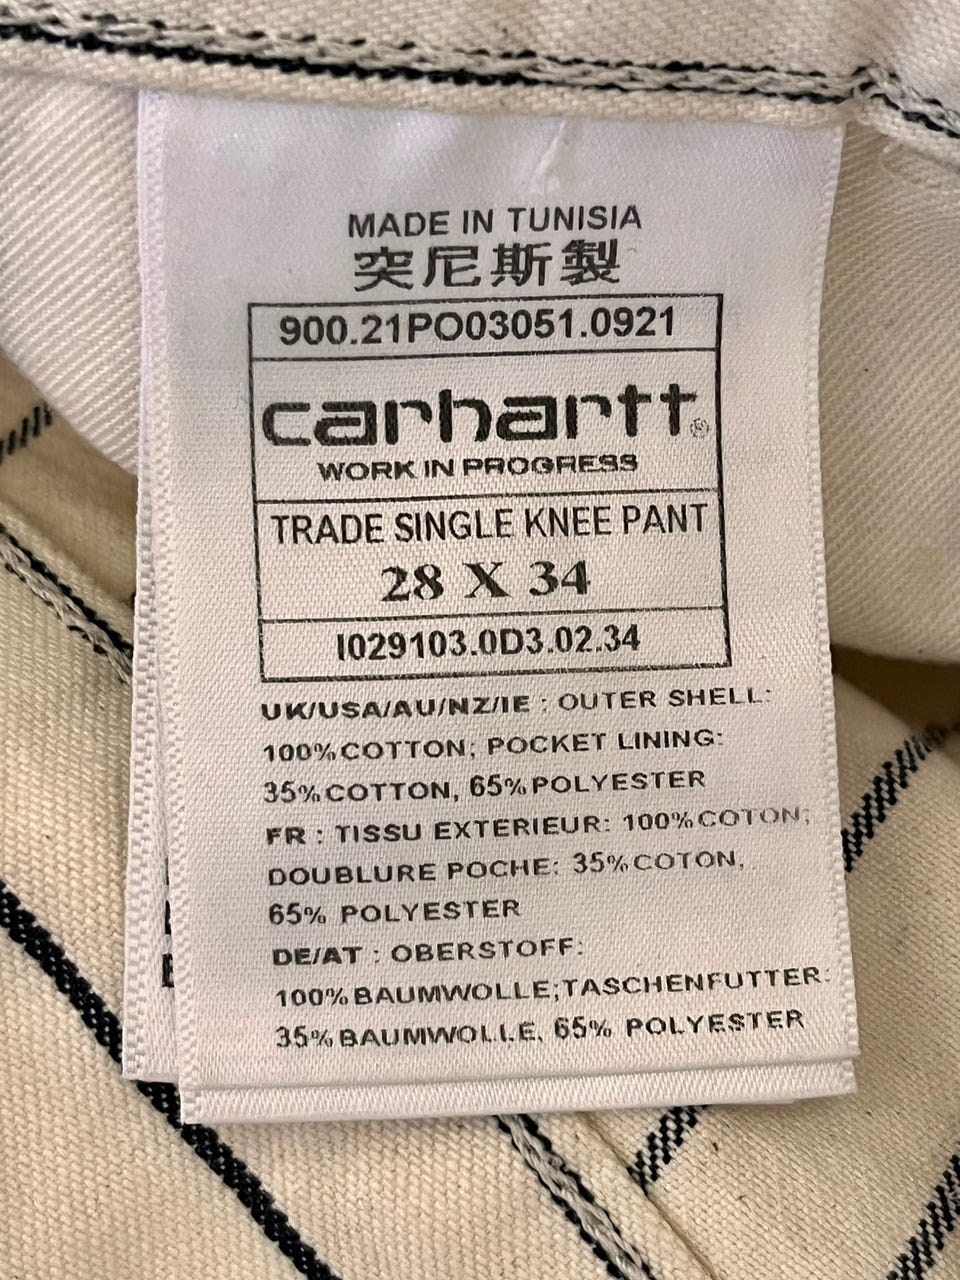 MADE IN TUNISIA
突尼斯製
900.21PO03051.0921
carhartt®
WORK IN PROGRESS
TRADE SINGLE KNEE PANT
28 X 34
I029103.0D3.02.34
UK/USA/AU/NZ/IE : OUTER SHELL:
100% COTTON; POCKET LINING:
35% COTTON, 65% POLYESTER
FR : TISSU EXTERIEUR: 100% COTON;
DOUBLURE POCHE: 35% COTON,
65% POLYESTER
DE/AT : OBERSTOFF:
100% BAUMWOLLE;TASCHENFUTTER:
35% BAUMWOLLE, 65% POLYESTER